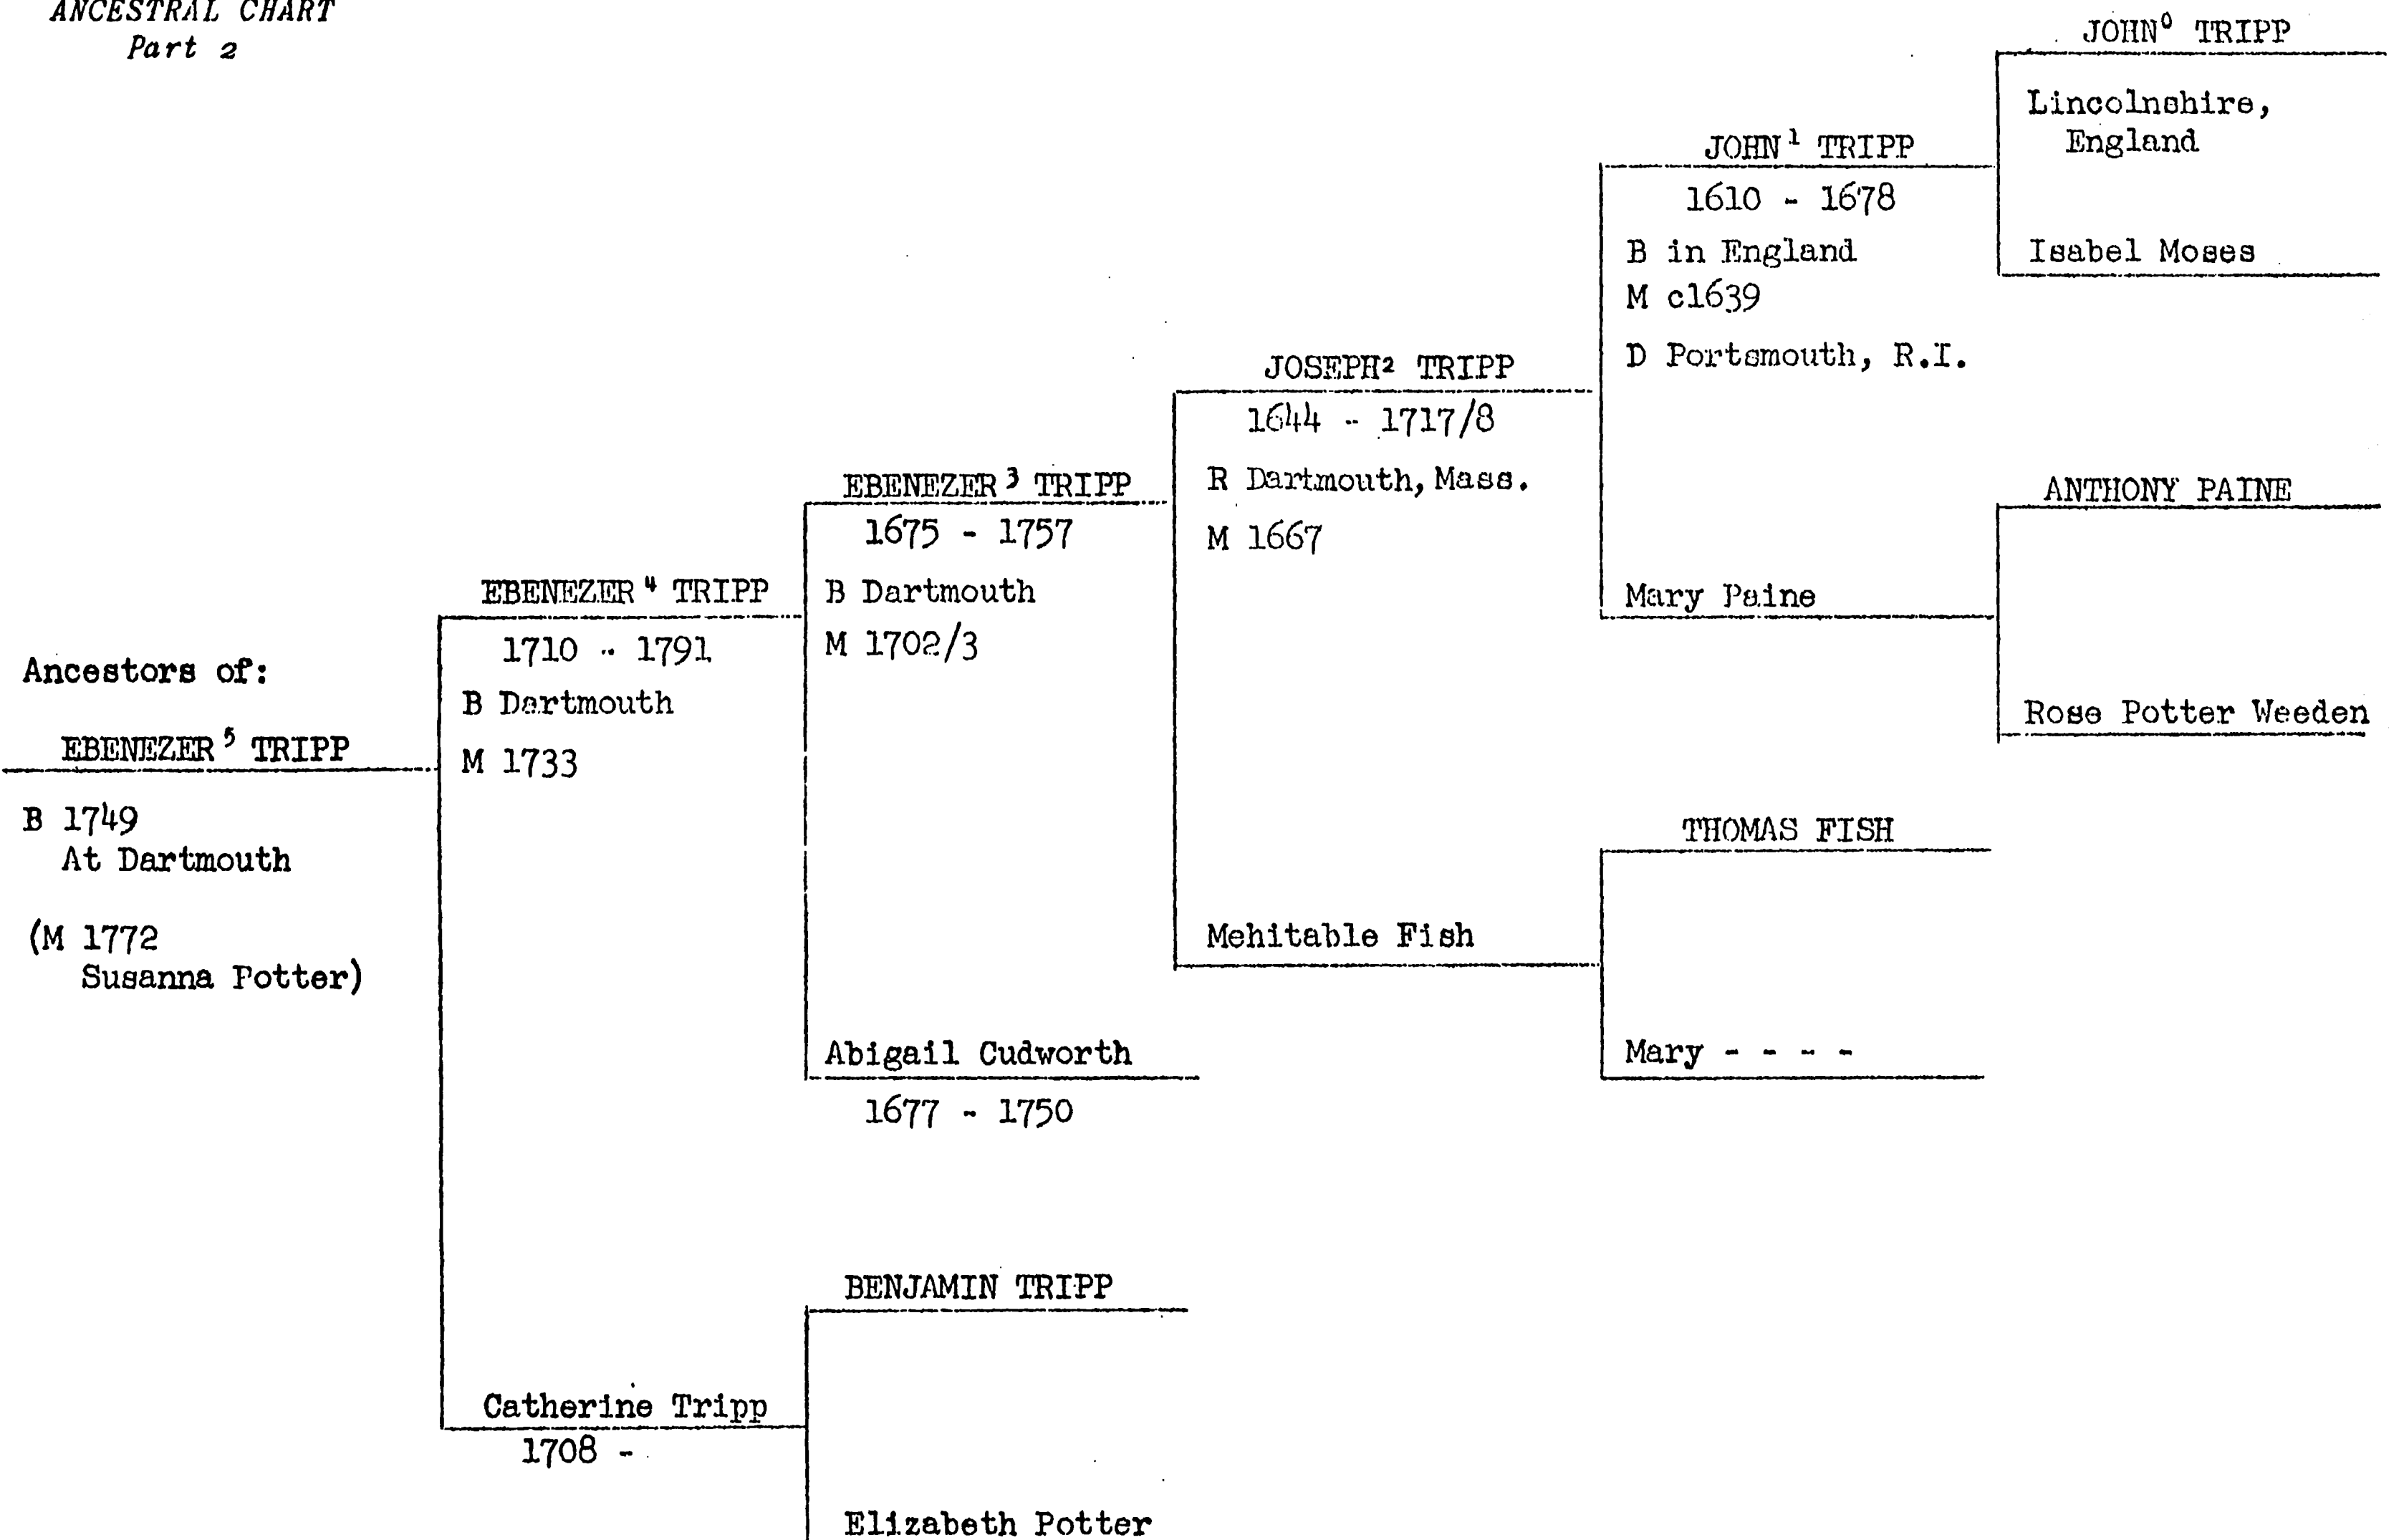 ANCESTRAL CHART
Part 2
Ancestors of:
EBENEZER⁵ TRIPP
B 1749
At Dartmouth
(M 1772
Susanna Potter)
EBENEZER⁴ TRIPP
1710 - 1791
B Dartmouth
M 1733
Catherine Tripp
1708 -
EBENEZER³ TRIPP
1675 - 1757
B Dartmouth
M 1702/3
Abigail Cudworth
1677 - 1750
BENJAMIN TRIPP
Elizabeth Potter
JOSEPH² TRIPP
1644 - 1717/8
R Dartmouth, Mass.
M 1667
Mehitable Fish
JOHN¹ TRIPP
1610 - 1678
B in England
M c1639
D Portsmouth, R.I.
Mary Paine
THOMAS FISH
Mary - - - -
JOHN⁰ TRIPP
Lincolnshire,
England
Isabel Moses
ANTHONY PAINE
Rose Potter Weeden